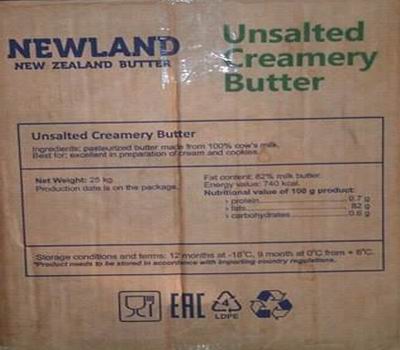 NEWLAND
NEW ZEALAND BUTTER
Unsalted
Creamery
Butter
Unsalted Creamery Butter
Ingredients: pasteurized butter made from 100% cow's milk.
Best for: excellent in preparation of cream and cookies.
Net Weight: 25 kg
Production date is on the package.
Fat content: 82% milk butter.
Energy value: 740 kcal.
Nutritional value of 100 g product:
› protein 0.7 g
› fats 82 g
› carbohydrates 0.6 g
Storage conditions and terms: 12 months at -18°C, 9 month at 0°C from + 6°C.
*Product needs to be stored in accordance with importing country regulations.
EAC
4
LDPE